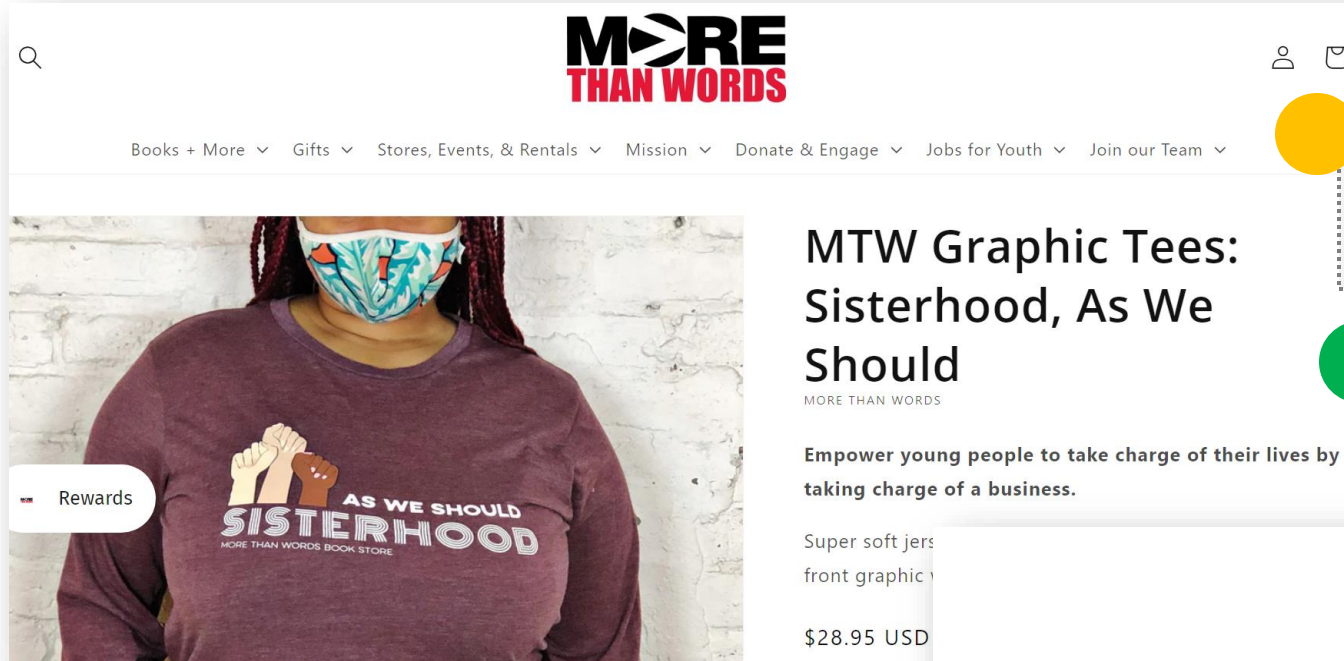 MORE
THAN WORDS
Books + More
Gifts
Stores, Events, & Rentals
Mission
Donate & Engage
Jobs for Youth
Join our Team
MTW Graphic Tees:
Sisterhood, As We
Should
MORE THAN WORDS
Empower young people to take charge of their lives by
taking charge of a business.
Super soft
front graphic
$28.95 USD
Rewards
AS WE SHOULD
SISTERHOOD
MORE THAN WORDS BOOK STORE